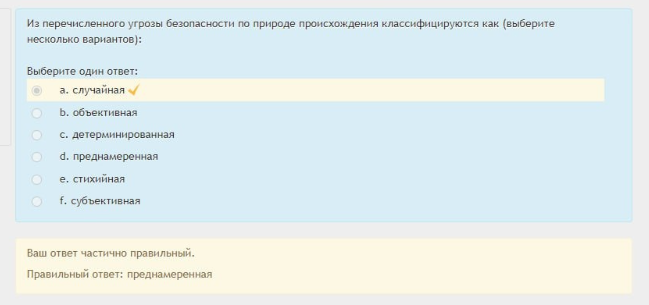 Из перечисленного угрозы безопасности по природе происхождения классифицируются как (выберите
несколько вариантов):
Выберите один ответ:
a. случайная
b. объективная
c. детерминированная
d. преднамеренная
e. стихийная
f. субъективная
Ваш ответ частично правильный.
Правильный ответ: преднамеренная